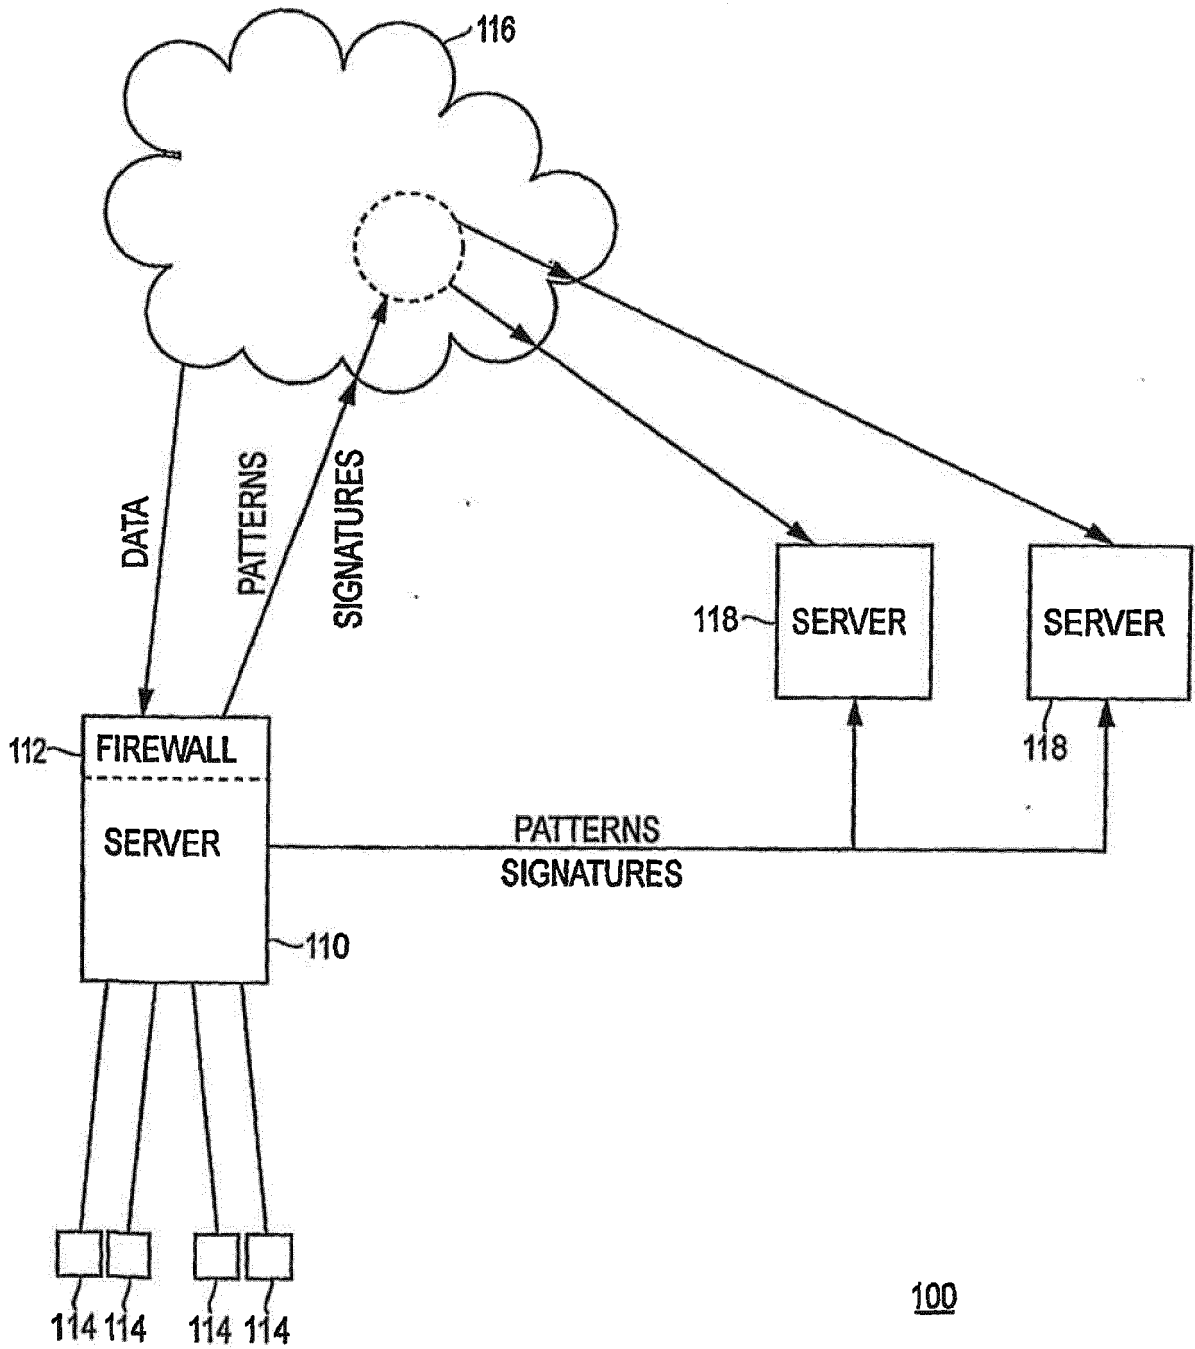 116
DATA
PATTERNS
SIGNATURES
118
SERVER
SERVER
118
112
FIREWALL
SERVER
PATTERNS
SIGNATURES
110
114
114
114
114
100